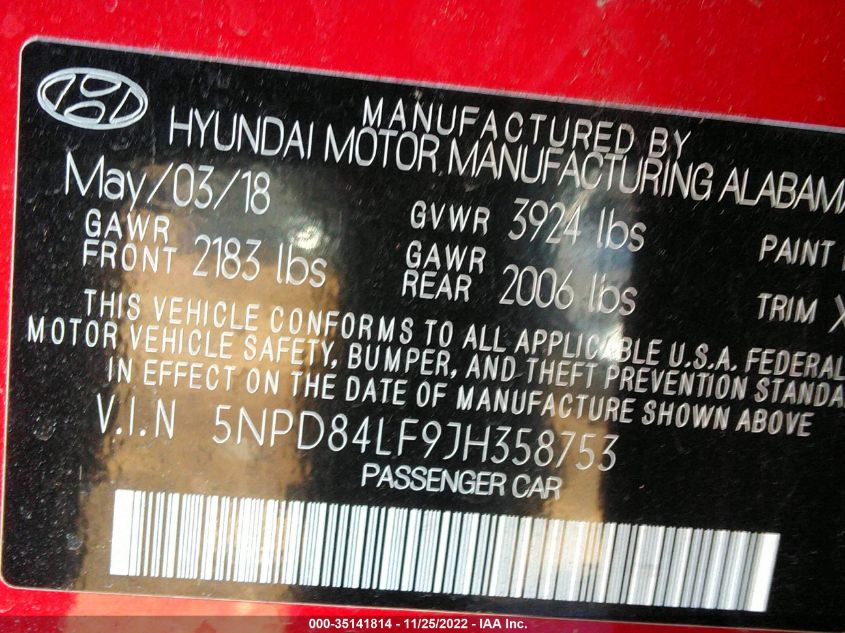 MANUFACTURED BY
HYUNDAI MOTOR MANUFACTURING ALABAMA
May/03/18
GAWR FRONT 2183 lbs
GVWR 3924 lbs
GAWR REAR 2006 lbs
PAINT
TRIM X
THIS VEHICLE CONFORMS TO ALL APPLICABLE U.S.A. FEDERAL
MOTOR VEHICLE SAFETY, BUMPER, AND THEFT PREVENTION STANDA
IN EFFECT ON THE DATE OF MANUFACTURE SHOWN ABOVE
V.I.N 5NPD84LF9JH358753
PASSENGER CAR
000-35141814 - 11/25/2022 - IAA Inc.